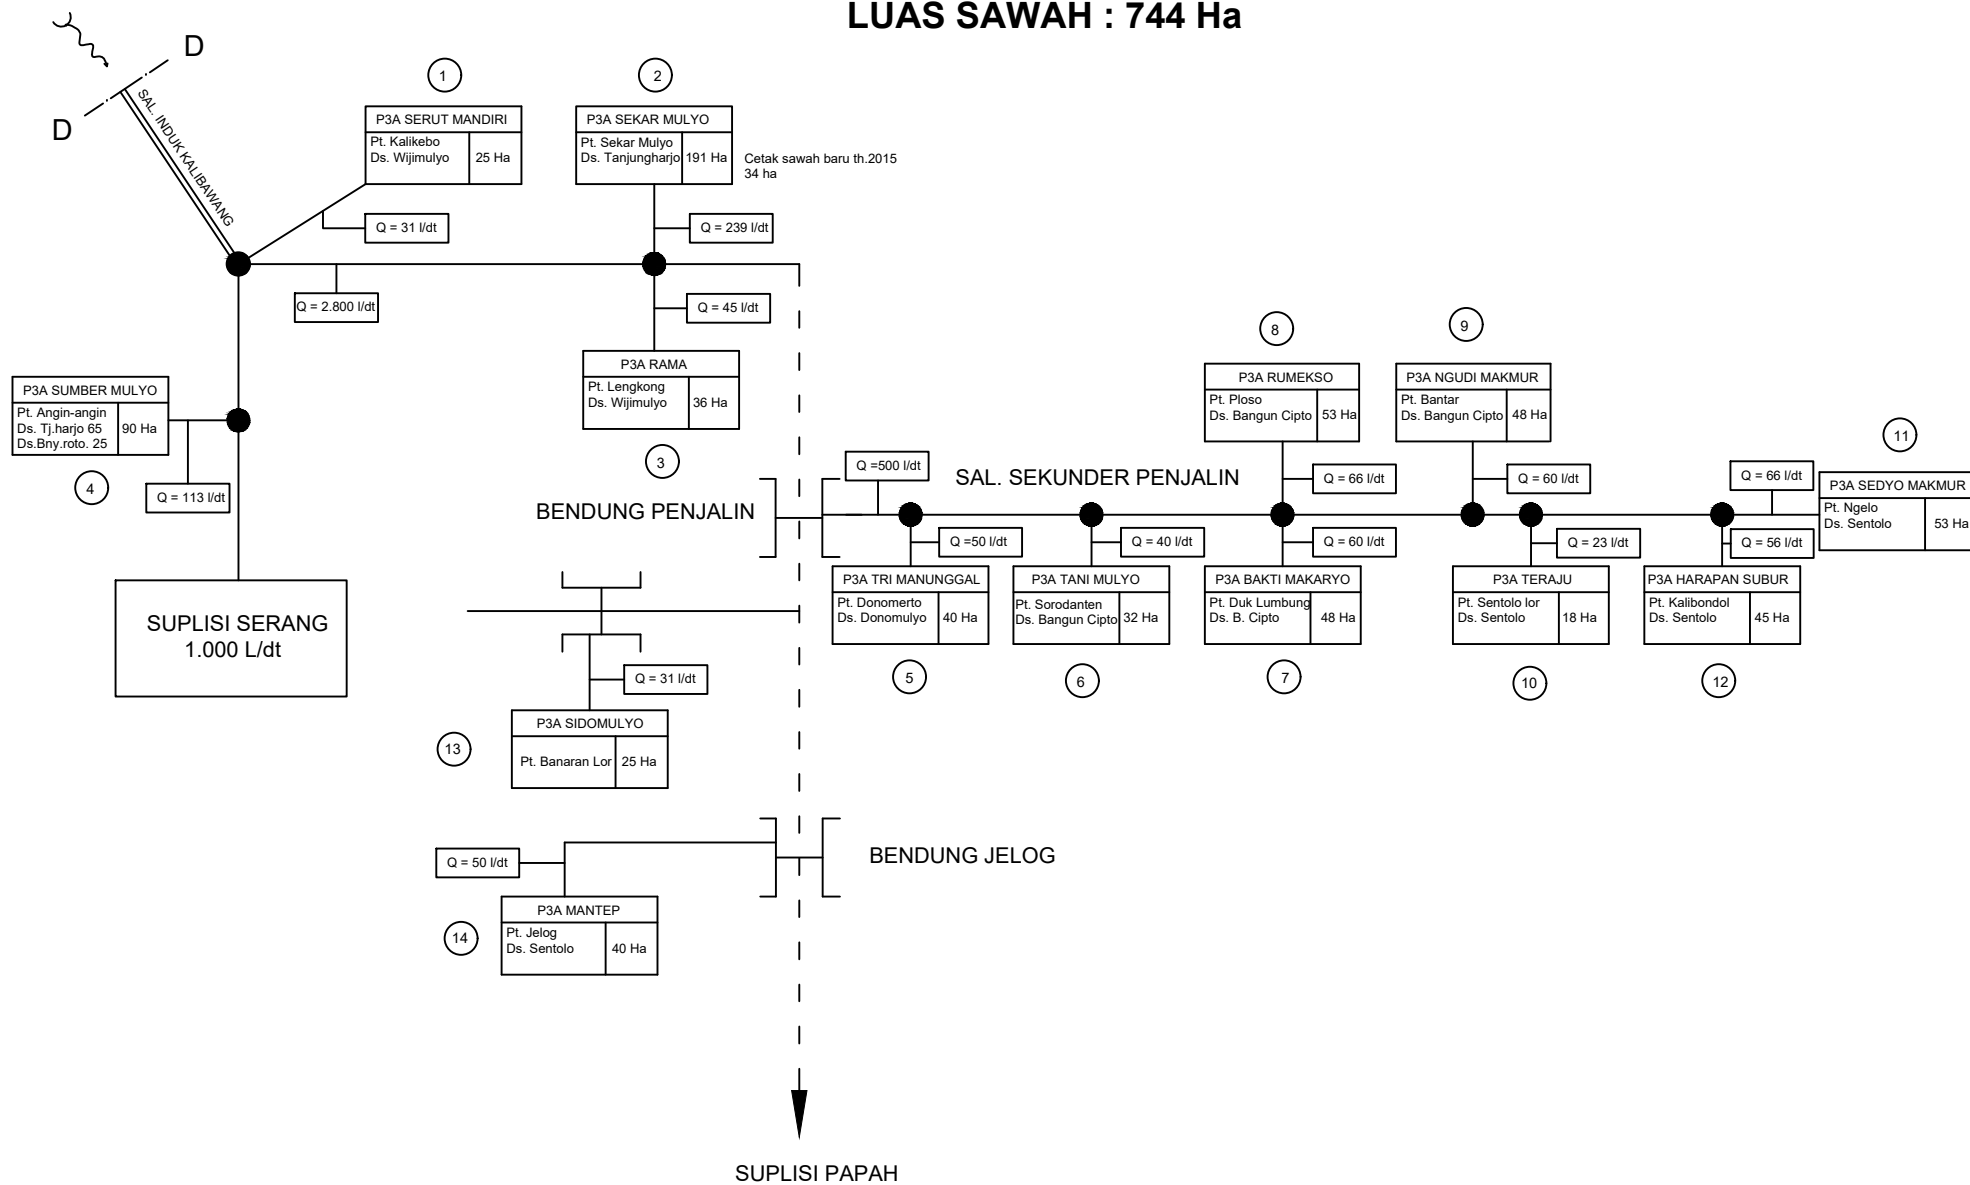 LUAS SAWAH : 744 Ha
D
D
SAL. INDUK KALIBAWANG
1
P3A SERUT MANDIRI
Pt. Kalikebo
Ds. Wijimulyo
25 Ha
Q = 31 l/dt
2
P3A SEKAR MULYO
Pt. Sekar Mulyo
Ds. Tanjungharjo
191 Ha
Cetak sawah baru th.2015
34 ha
Q = 239 l/dt
Q = 2.800 l/dt
Q = 45 l/dt
P3A RAMA
Pt. Lengkong
Ds. Wijimulyo
36 Ha
3
P3A SUMBER MULYO
Pt. Angin-angin
Ds. Tj.harjo 65
Ds.Bny.roto. 25
90 Ha
4
Q = 113 l/dt
SUPLISI SERANG
1.000 L/dt
BENDUNG PENJALIN
Q =500 l/dt
SAL. SEKUNDER PENJALIN
8
P3A RUMEKSO
Pt. Ploso
Ds. Bangun Cipto
53 Ha
Q = 66 l/dt
9
P3A NGUDI MAKMUR
Pt. Bantar
Ds. Bangun Cipto
48 Ha
Q = 60 l/dt
11
Q = 66 l/dt
P3A SEDYO MAKMUR
Pt. Ngelo
Ds. Sentolo
53 Ha
Q =50 l/dt
P3A TRI MANUNGGAL
Pt. Donomerto
Ds. Donomulyo
40 Ha
5
Q = 40 l/dt
P3A TANI MULYO
Pt. Sorodanten
Ds. Bangun Cipto
32 Ha
6
Q = 60 l/dt
P3A BAKTI MAKARYO
Pt. Duk Lumbung
Ds. B. Cipto
48 Ha
7
Q = 23 l/dt
P3A TERAJU
Pt. Sentolo lor
Ds. Sentolo
18 Ha
10
Q = 56 l/dt
P3A HARAPAN SUBUR
Pt. Kalibondol
Ds. Sentolo
45 Ha
12
Q = 31 l/dt
P3A SIDOMULYO
Pt. Banaran Lor
25 Ha
13
BENDUNG JELOG
Q = 50 l/dt
P3A MANTEP
Pt. Jelog
Ds. Sentolo
40 Ha
14
SUPLISI PAPAH